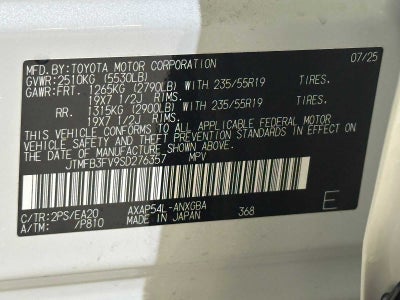 MFD.BY:TOYOTA MOTOR CORPORATION 07/25
GVWR:2510KG (5530LB)
GAWR:FRT. 1265KG (2790LB) WITH 235/55R19 TIRES.
19X7 1/2J RIMS.
RR. 1315KG (2900LB) WITH 235/55R19 TIRES.
19X7 1/2J RIMS.
THIS VEHICLE CONFORMS TO ALL APPLICABLE FEDERAL MOTOR
VEHICLE SAFETY STANDARDS IN EFFECT ON
THE DATE OF MANUFACTURE SHOWN ABOVE.
JTMFB3FV9SD276357 MPV
C/TR:2PS/EA20 AXAP54L-ANXGBA 368 E
A/TM: /P810 MADE IN JAPAN